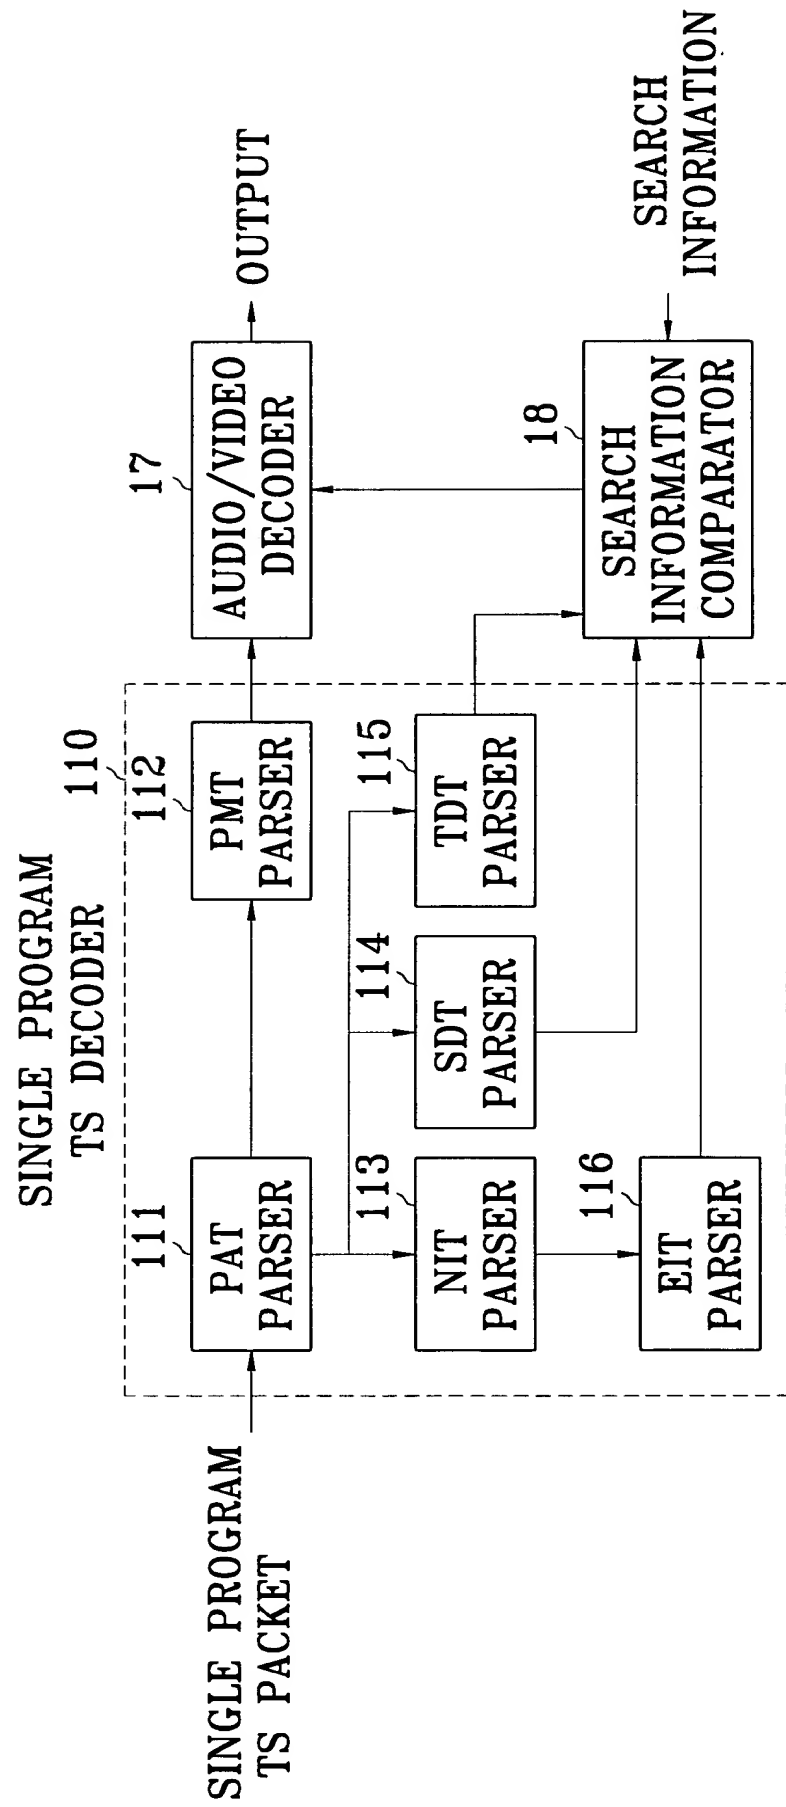 SINGLE PROGRAM
TS DECODER
110
SINGLE PROGRAM
TS PACKET
111
PAT
PARSER
112
PMT
PARSER
17
AUDIO/VIDEO
DECODER
OUTPUT
113
NIT
PARSER
114
SDT
PARSER
115
TDT
PARSER
116
EIT
PARSER
18
SEARCH
INFORMATION
COMPARATOR
SEARCH
INFORMATION